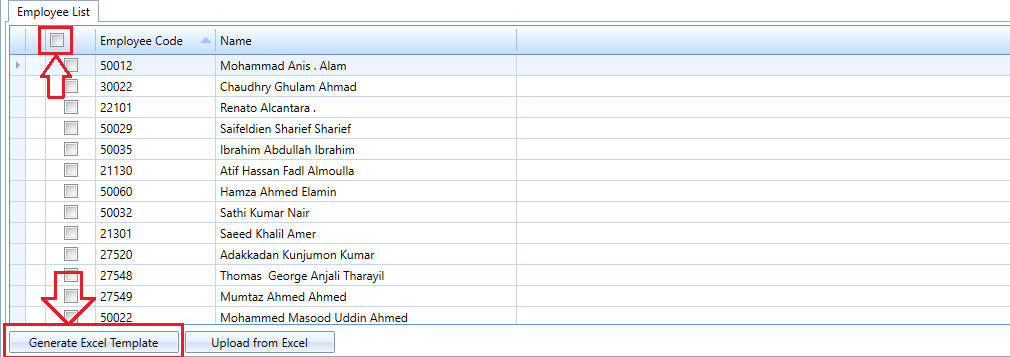 Employee List
Employee Code Name
50012 Mohammad Anis . Alam
30022 Chaudhry Ghulam Ahmad
22101 Renato Alcantara .
50029 Saifeldien Sharief Sharief
50035 Ibrahim Abdullah Ibrahim
21130 Atif Hassan Fadl Almoulla
50060 Hamza Ahmed Elamin
50032 Sathi Kumar Nair
21301 Saeed Khalil Amer
27520 Adakkadan Kunjumon Kumar
27548 Thomas  George Anjali Tharayil
27549 Mumtaz Ahmed Ahmed
50022 Mohammed Masood Uddin Ahmed
Generate Excel Template Upload from Excel